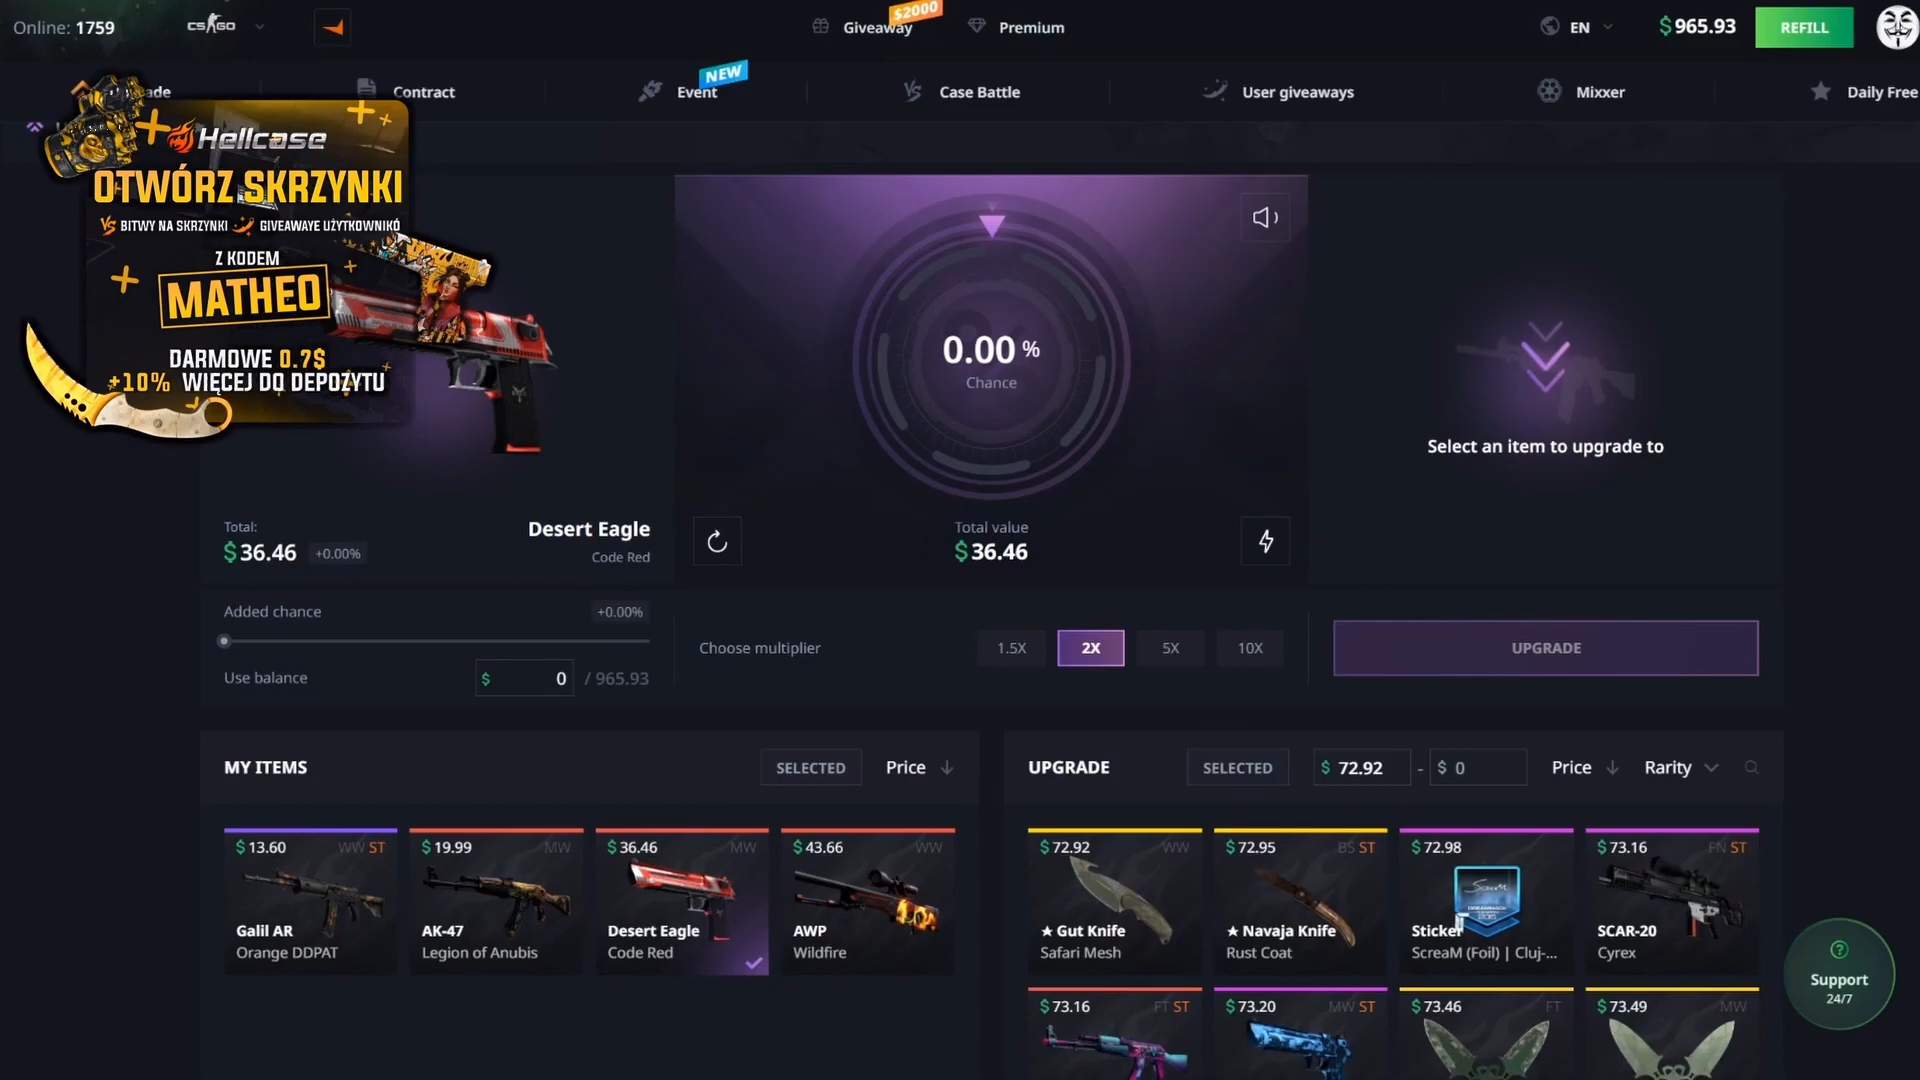 Online: 1759
CS GO
Giveaway
$2000
Premium
EN
$ 965.93
REFILL
Contract
Event
NEW
VS
Case Battle
User giveaways
Mixxer
Daily Free
Hellcase
OTWÓRZ SKRZYNKI
VS BITWY NA SKRZYNKI GIVEAWAYE UŻYTKOWNIKÓ
Z KODEM
MATHEO
DARMOWE 0.7$
+10% WIĘCEJ DO DEPOZYTU
0.00 %
Chance
Select an item to upgrade to
Total:
$ 36.46 +0.00%
Desert Eagle
Code Red
Total value
$ 36.46
Added chance +0.00%
Use balance $ 0 / 965.93
Choose multiplier 1.5X 2X 5X 10X
UPGRADE
MY ITEMS SELECTED Price
UPGRADE SELECTED $ 72.92 - $ 0 Price Rarity
$ 13.60 WW ST
Galil AR
Orange DDPAT
$ 19.99 MW
AK-47
Legion of Anubis
$ 36.46 MW
Desert Eagle
Code Red
$ 43.66 WW
AWP
Wildfire
$ 72.92 WW
★ Gut Knife
Safari Mesh
$ 72.95 BS ST
★ Navaja Knife
Rust Coat
$ 72.98
Sticker
ScreaM (Foil) | Cluj-...
$ 73.16 FN ST
SCAR-20
Cyrex
$ 73.16 FT ST
$ 73.20 MW ST
$ 73.46 FT
$ 73.49 MW
Support
24/7